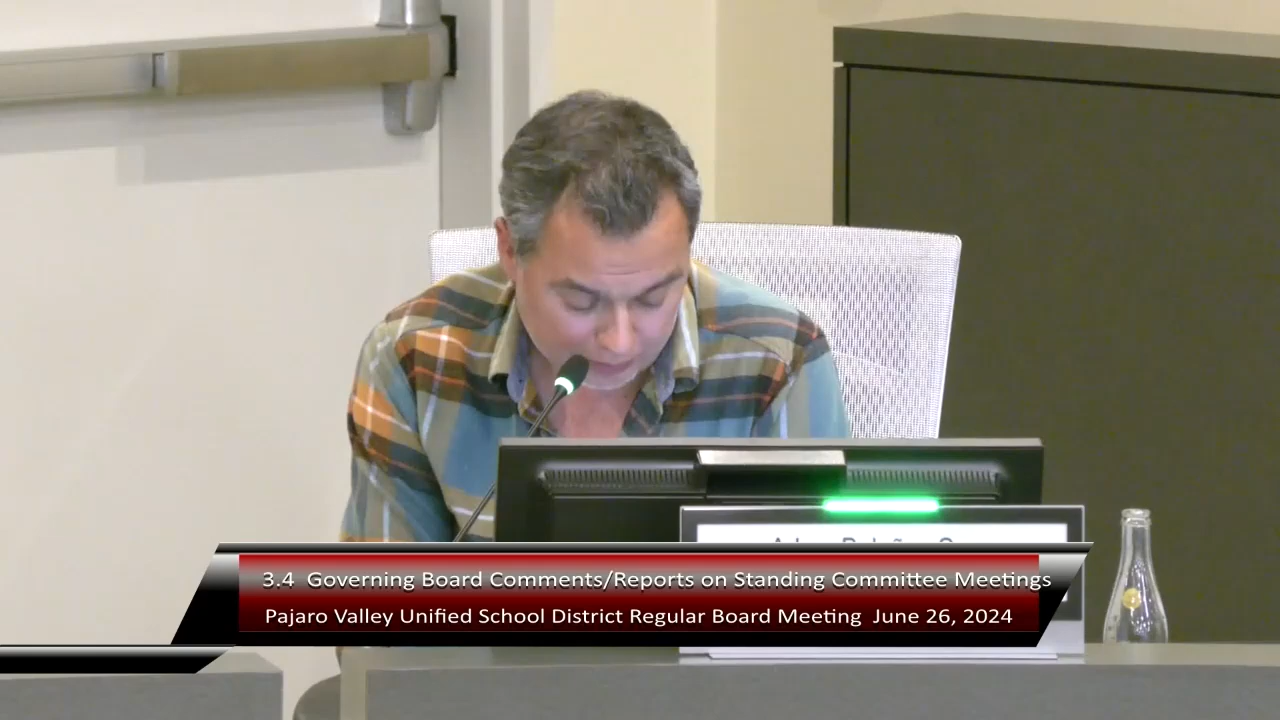 3.4 Governing Board Comments/Reports on Standing Committee Meetings
Pajaro Valley Unified School District Regular Board Meeting June 26, 2024